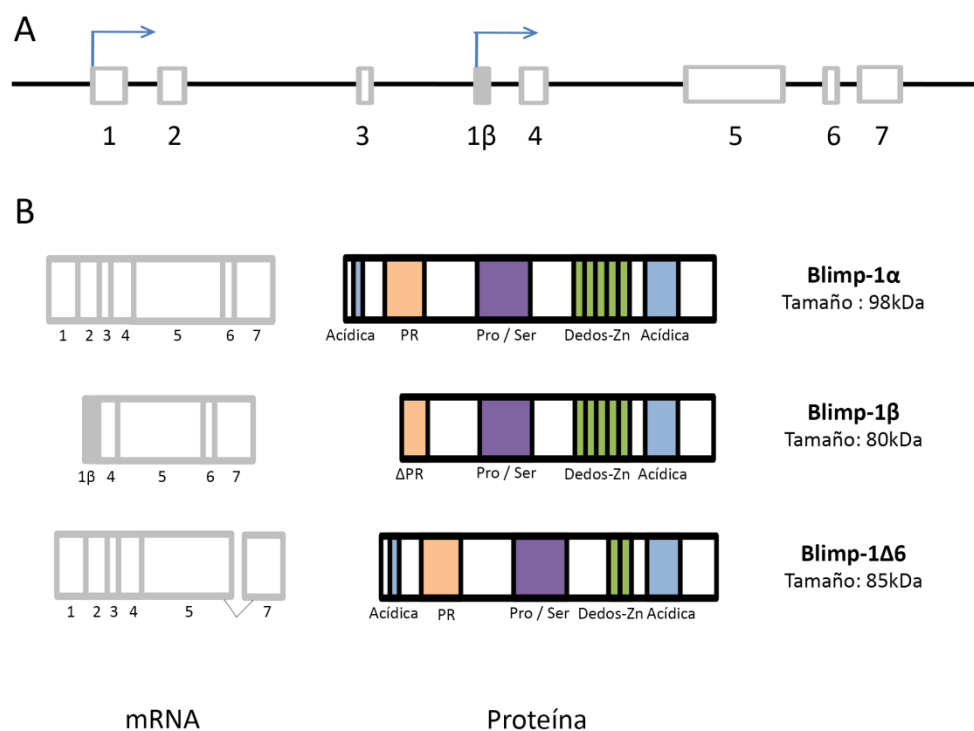 A
1 2 3 1β 4 5 6 7
B
Blimp-1α
Tamaño : 98kDa
1 2 3 4 5 6 7
Acídica PR Pro / Ser Dedos-Zn Acídica
Blimp-1β
Tamaño: 80kDa
1β 4 5 6 7
ΔPR Pro / Ser Dedos-Zn Acídica
Blimp-1Δ6
Tamaño: 85kDa
1 2 3 4 5 7
Acídica PR Pro / Ser Dedos-Zn Acídica
mRNA Proteína